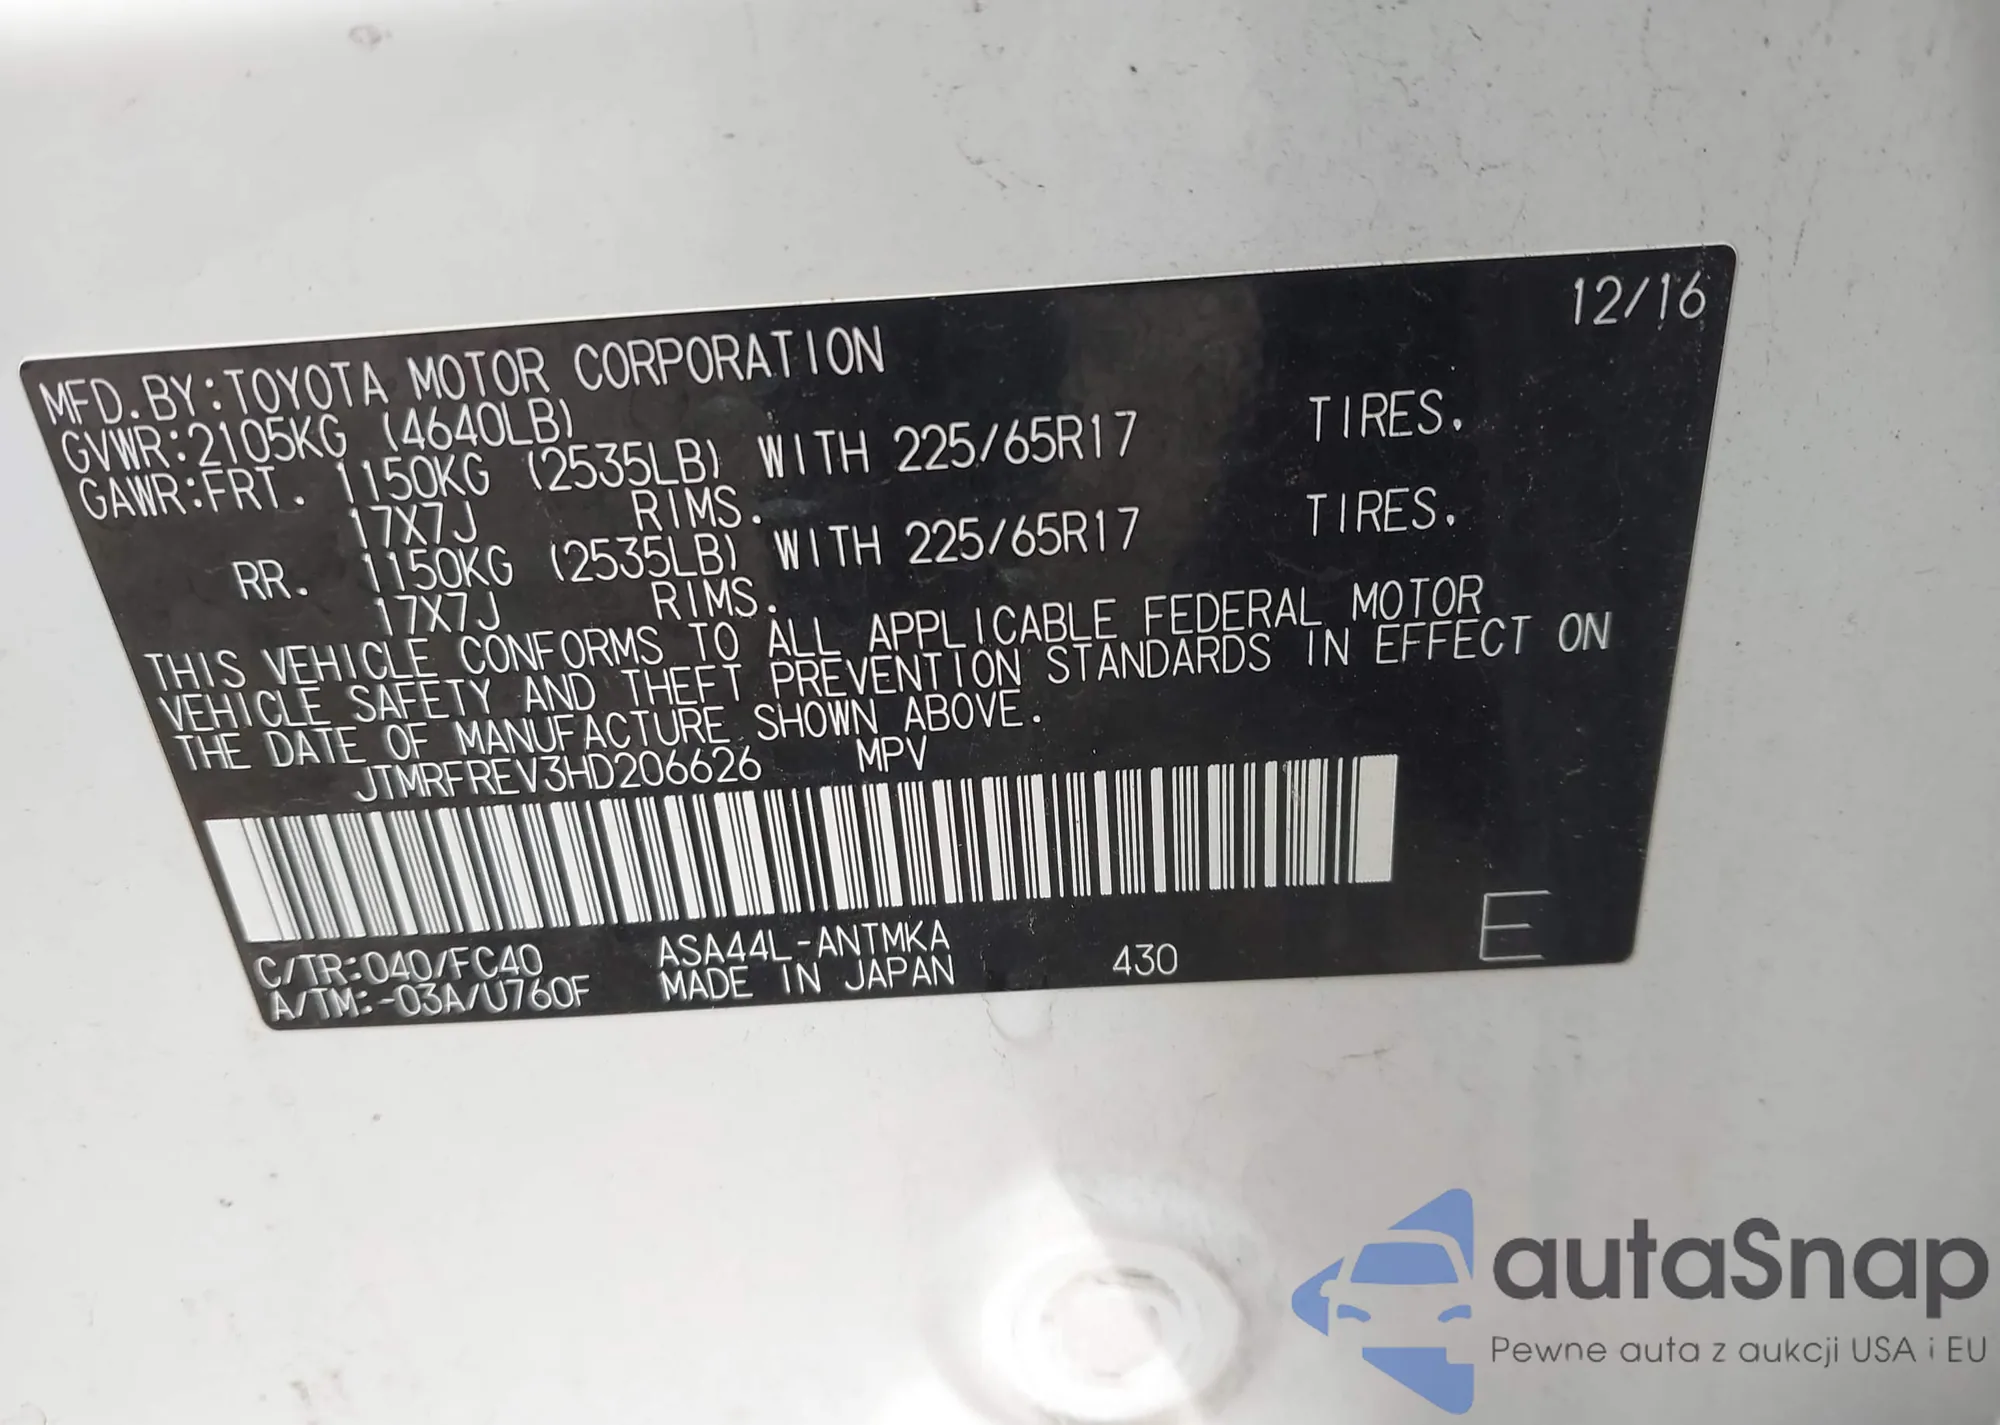 12/16
MFD.BY:TOYOTA MOTOR CORPORATION
GVWR:2105KG (4640LB)
GAWR:FRT. 1150KG (2535LB) WITH 225/65R17 TIRES.
17X7J RIMS.
RR. 1150KG (2535LB) WITH 225/65R17 TIRES.
17X7J RIMS.
THIS VEHICLE CONFORMS TO ALL APPLICABLE FEDERAL MOTOR
VEHICLE SAFETY AND THEFT PREVENTION STANDARDS IN EFFECT ON
THE DATE OF MANUFACTURE SHOWN ABOVE.
JTMRFREV3HD206626 MPV
C/TR:040/FC40 ASA44L-ANTMKA 430 E
A/TM:-03A/U760F MADE IN JAPAN
autaSnap
Pewne auta z aukcji USA i EU